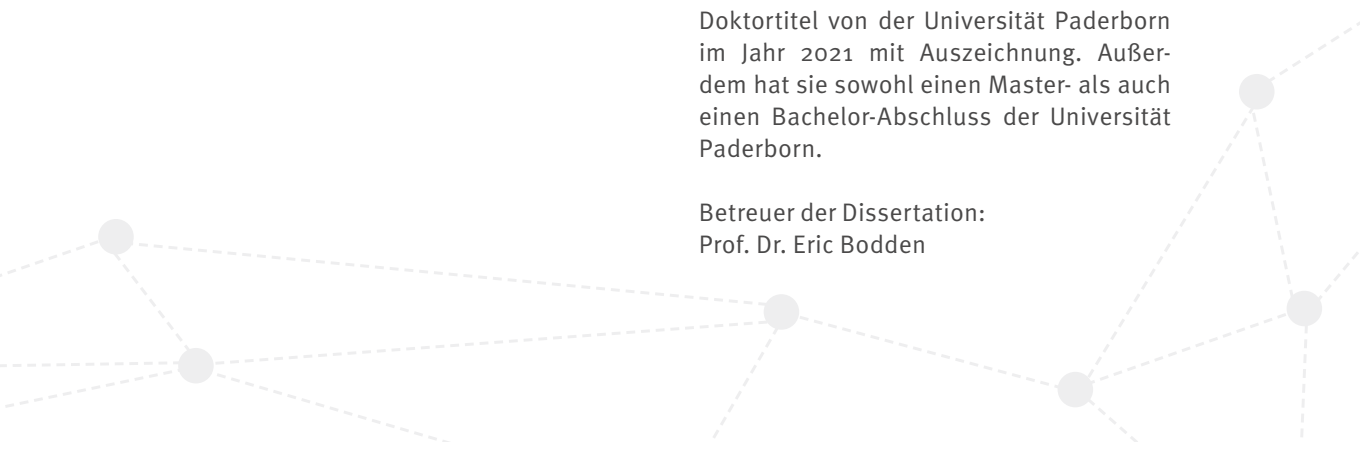 Doktortitel von der Universität Paderborn
im Jahr 2021 mit Auszeichnung. Außer-
dem hat sie sowohl einen Master- als auch
einen Bachelor-Abschluss der Universität
Paderborn.
Betreuer der Dissertation:
Prof. Dr. Eric Bodden